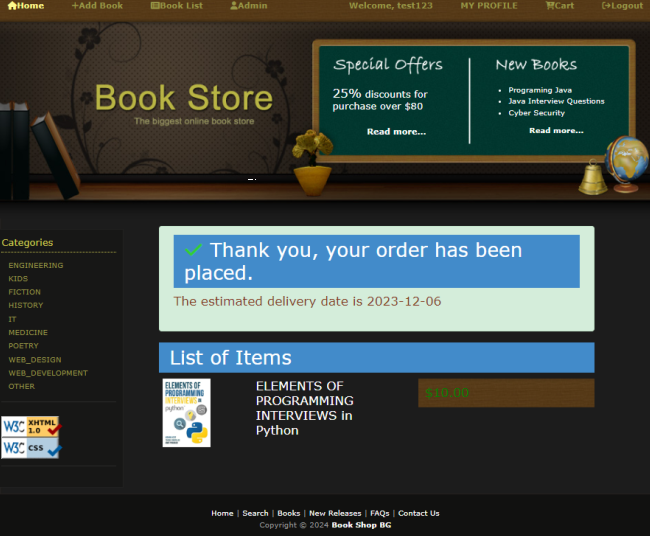 Home +Add Book Book List Admin Welcome, test123 MY PROFILE Cart Logout
Book Store
The biggest online book store
Special Offers
25% discounts for
purchase over $80
Read more...
New Books
Programing Java
Java Interview Questions
Cyber Security
Read more...
Categories
ENGINEERING
KIDS
FICTION
HISTORY
IT
MEDICINE
POETRY
WEB_DESIGN
WEB_DEVELOPMENT
OTHER
W3C XHTML 1.0
W3C CSS
Thank you, your order has been
placed.
The estimated delivery date is 2023-12-06
List of Items
ELEMENTS OF
PROGRAMMING
INTERVIEWS in
python
ELEMENTS OF
PROGRAMMING
INTERVIEWS in
Python
$10.00
Home | Search | Books | New Releases | FAQs | Contact Us
Copyright © 2024 Book Shop BG